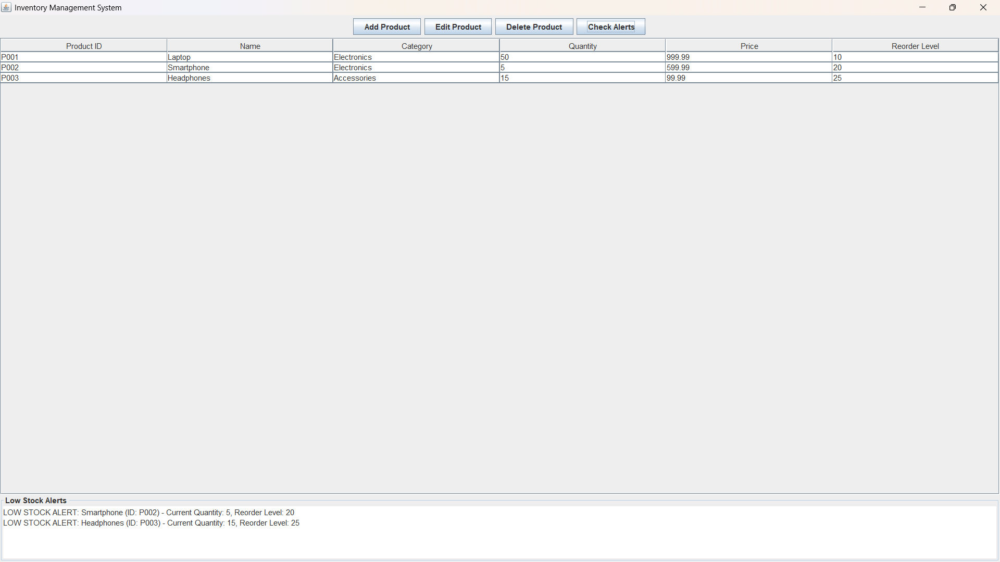 Inventory Management System
Add Product Edit Product Delete Product Check Alerts
Product ID Name Category Quantity Price Reorder Level
P001 Laptop Electronics 50 999.99 10
P002 Smartphone Electronics 5 599.99 20
P003 Headphones Accessories 15 99.99 25
Low Stock Alerts
LOW STOCK ALERT: Smartphone (ID: P002) - Current Quantity: 5, Reorder Level: 20
LOW STOCK ALERT: Headphones (ID: P003) - Current Quantity: 15, Reorder Level: 25